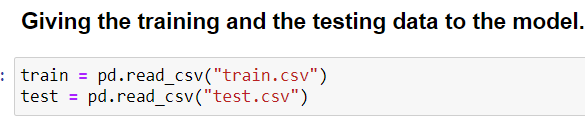 Giving the training and the testing data to the model.
: train = pd.read_csv("train.csv")
test = pd.read_csv("test.csv")